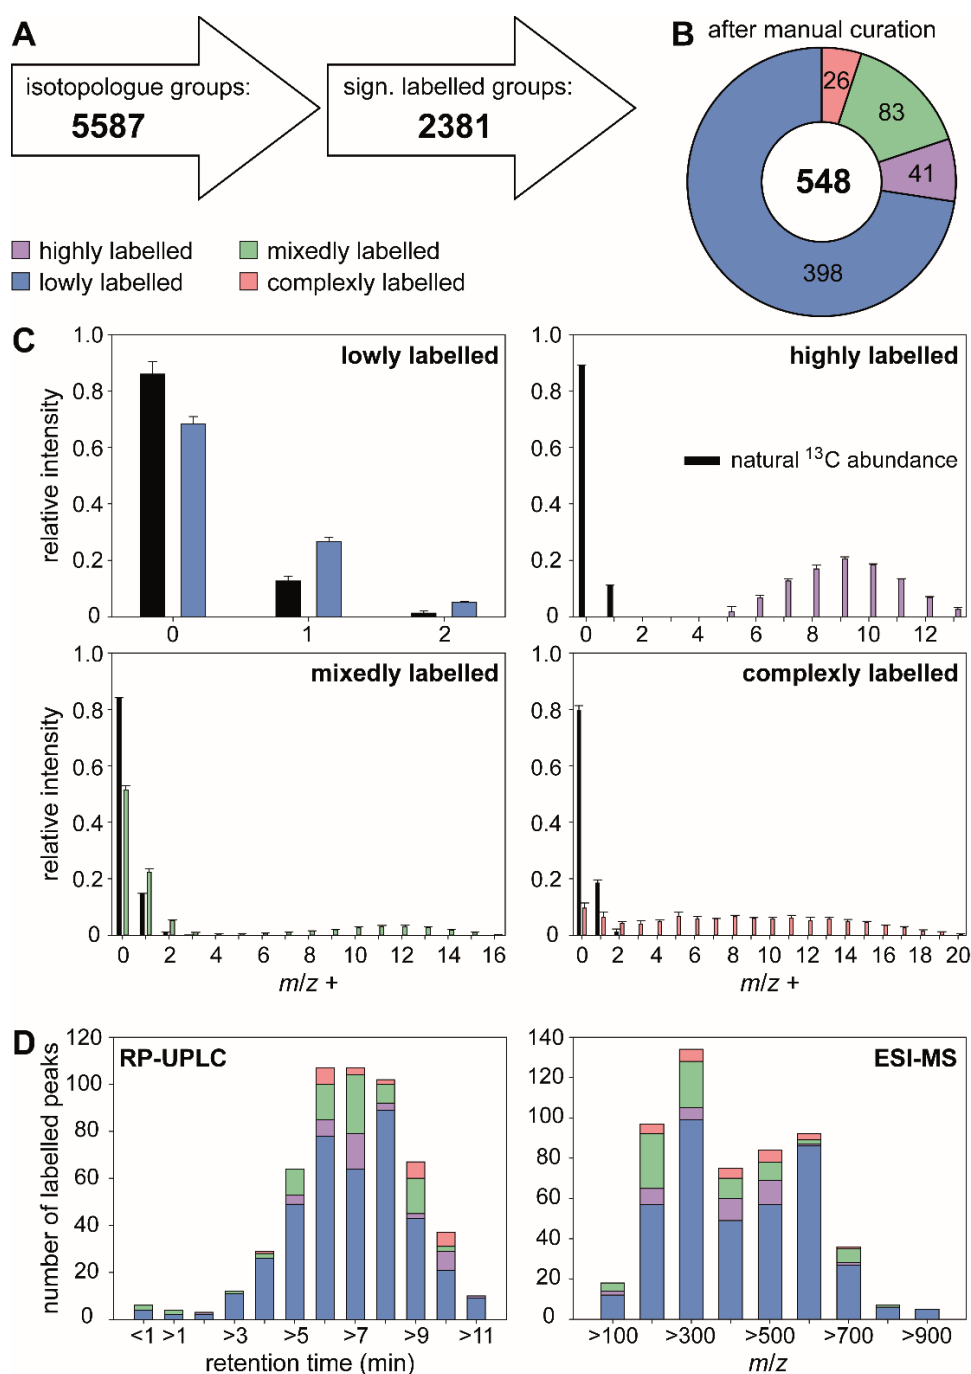 A
isotopologue groups:
5587
sign. labelled groups:
2381
B
after manual curation
26
83
41
398
548
highly labelled
lowly labelled
mixedly labelled
complexly labelled
C
lowly labelled
relative intensity
1.0
0.8
0.6
0.4
0.2
0
0 1 2
highly labelled
natural 13C abundance
1.0
0.8
0.6
0.4
0.2
0
0 2 4 6 8 10 12
mixedly labelled
relative intensity
1.0
0.8
0.6
0.4
0.2
0
0 2 4 6 8 10 12 14 16
m/z +
complexly labelled
1.0
0.8
0.6
0.4
0.2
0
0 2 4 6 8 10 12 14 16 18 20
m/z +
D
RP-UPLC
number of labelled peaks
120
100
80
60
40
20
0
<1 >1 >3 >5 >7 >9 >11
retention time (min)
ESI-MS
140
120
100
80
60
40
20
0
>100 >300 >500 >700 >900
m/z